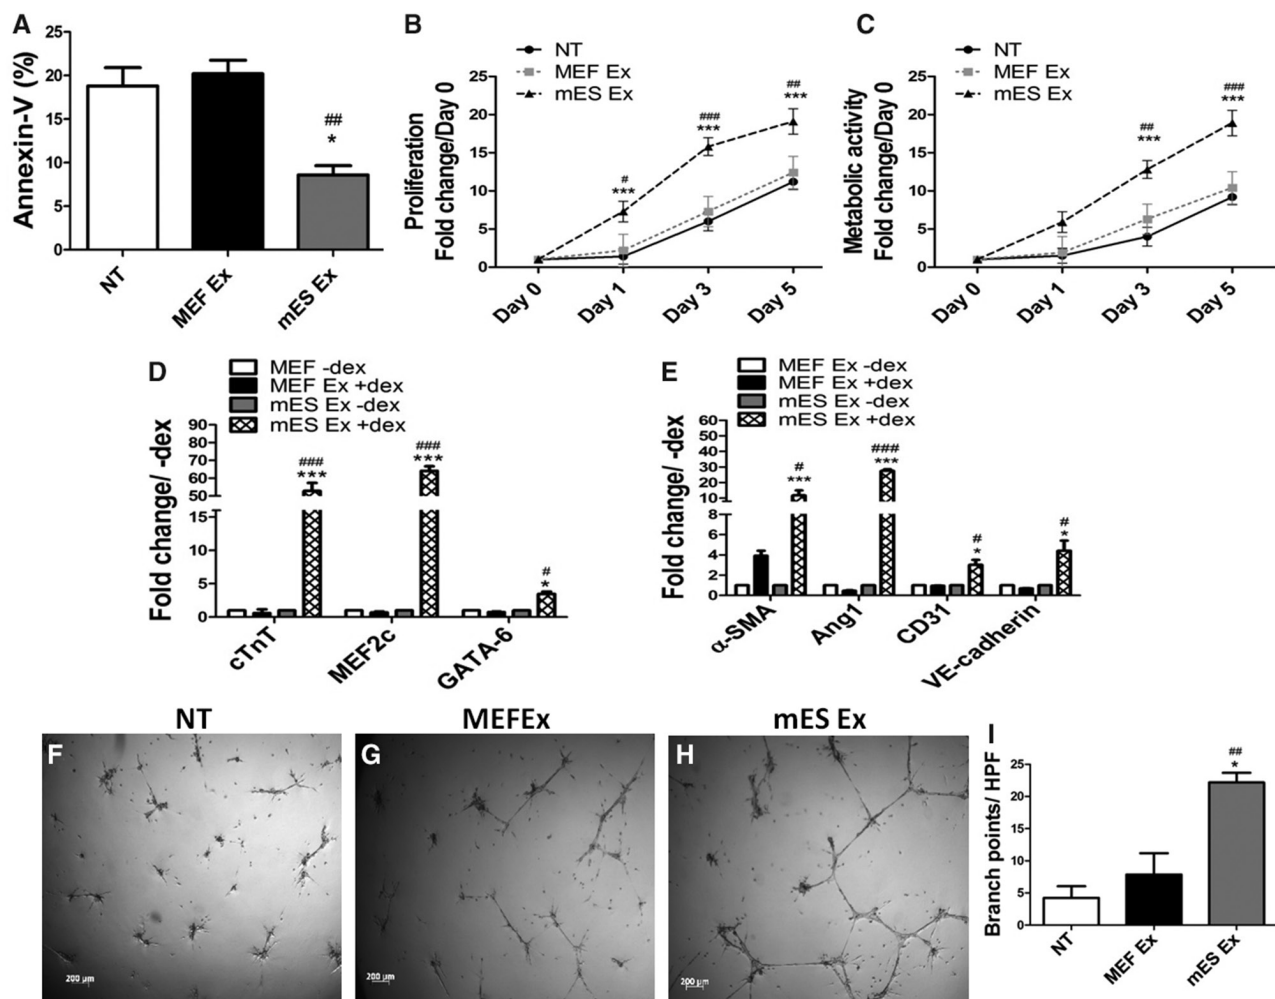 A
Annexin-V (%)
25
20
15
10
5
0
##
*
NT
MEF Ex
mES Ex
B
NT
MEF Ex
mES Ex
Proliferation
Fold change/Day 0
25
20
15
10
5
0
#
***
###
***
##
***
Day 0
Day 1
Day 3
Day 5
C
NT
MEF Ex
mES Ex
Metabolic activity
Fold change/Day 0
25
20
15
10
5
0
##
***
###
***
Day 0
Day 1
Day 3
Day 5
D
MEF -dex
MEF Ex +dex
mES Ex -dex
mES Ex +dex
Fold change/ -dex
90
80
70
60
50
15
10
5
0
###
***
###
***
#
*
cTnT
MEF2c
GATA-6
E
MEF Ex -dex
MEF Ex +dex
mES Ex -dex
mES Ex +dex
Fold change/ -dex
60
50
40
30
20
10
8
6
4
2
0
#
***
###
***
#
*
#
*
α-SMA
Ang1
CD31
VE-cadherin
NT
F
200 µm
MEFEx
G
200 µm
mES Ex
H
200 µm
I
Branch points/ HPF
25
20
15
10
5
0
##
*
NT
MEF Ex
mES Ex